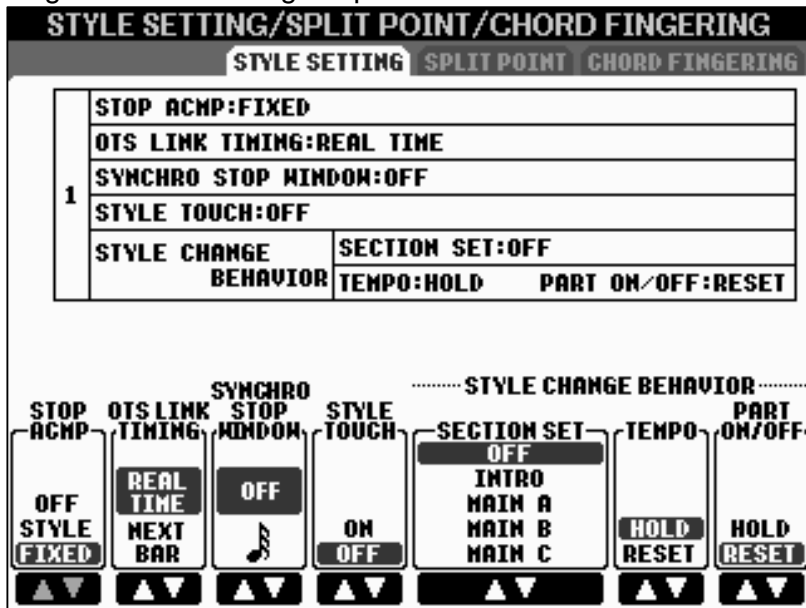 STYLE SETTING/SPLIT POINT/CHORD FINGERING
STYLE SETTING SPLIT POINT CHORD FINGERING
1
STOP ACMP:FIXED
OTS LINK TIMING:REAL TIME
SYNCHRO STOP WINDOW:OFF
STYLE TOUCH:OFF
STYLE CHANGE BEHAVIOR
SECTION SET:OFF
TEMPO:HOLD PART ON/OFF:RESET
STYLE CHANGE BEHAVIOR
STOP ACMP
OFF
STYLE
FIXED
OTS LINK TIMING
REAL TIME
NEXT BAR
SYNCHRO STOP WINDOW
OFF
STYLE TOUCH
ON
OFF
SECTION SET
OFF
INTRO
MAIN A
MAIN B
MAIN C
TEMPO
HOLD
RESET
PART ON/OFF
HOLD
RESET